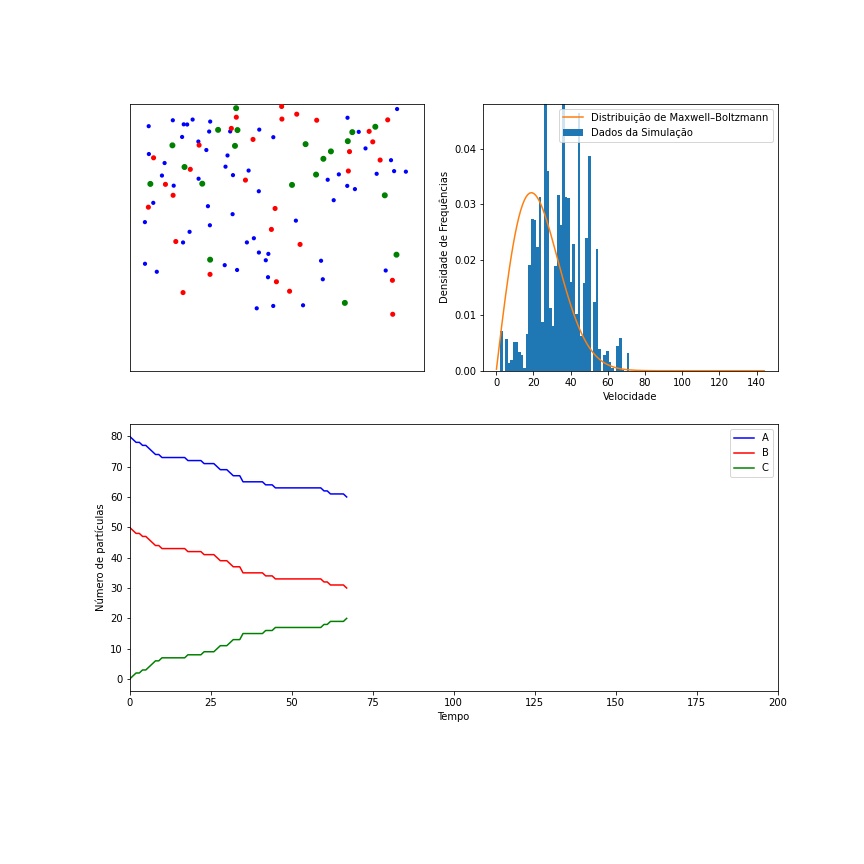 Distribuição de Maxwell–Boltzmann
Dados da Simulação
Densidade de Frequências
0.04
0.03
0.02
0.01
0.00
0 20 40 60 80 100 120 140
Velocidade
A
B
C
Número de partículas
80
70
60
50
40
30
20
10
0
0 25 50 75 100 125 150 175 200
Tempo